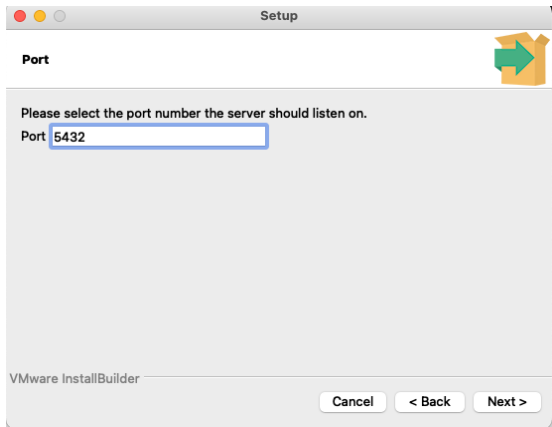 Setup
Port
Please select the port number the server should listen on.
Port 5432
VMware InstallBuilder
Cancel < Back Next >